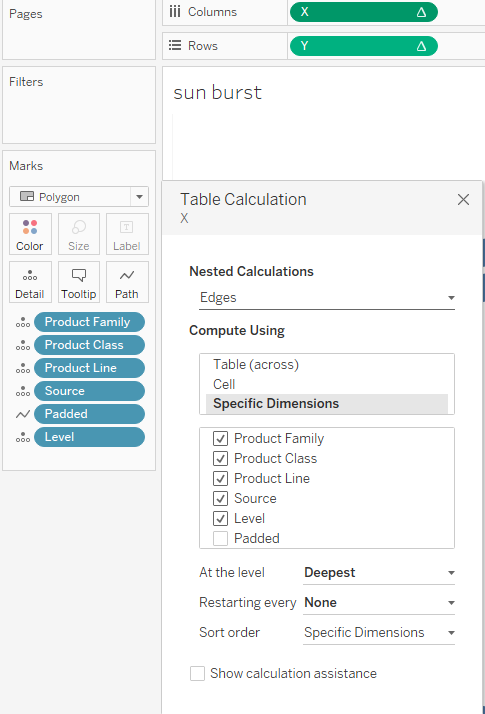 Pages
Columns
X
Rows
Y
Filters
sun burst
Marks
Polygon
Color
Size
Label
Detail
Tooltip
Path
Product Family
Product Class
Product Line
Source
Padded
Level
Table Calculation
X
Nested Calculations
Edges
Compute Using
Table (across)
Cell
Specific Dimensions
Product Family
Product Class
Product Line
Source
Level
Padded
At the level Deepest
Restarting every None
Sort order Specific Dimensions
Show calculation assistance